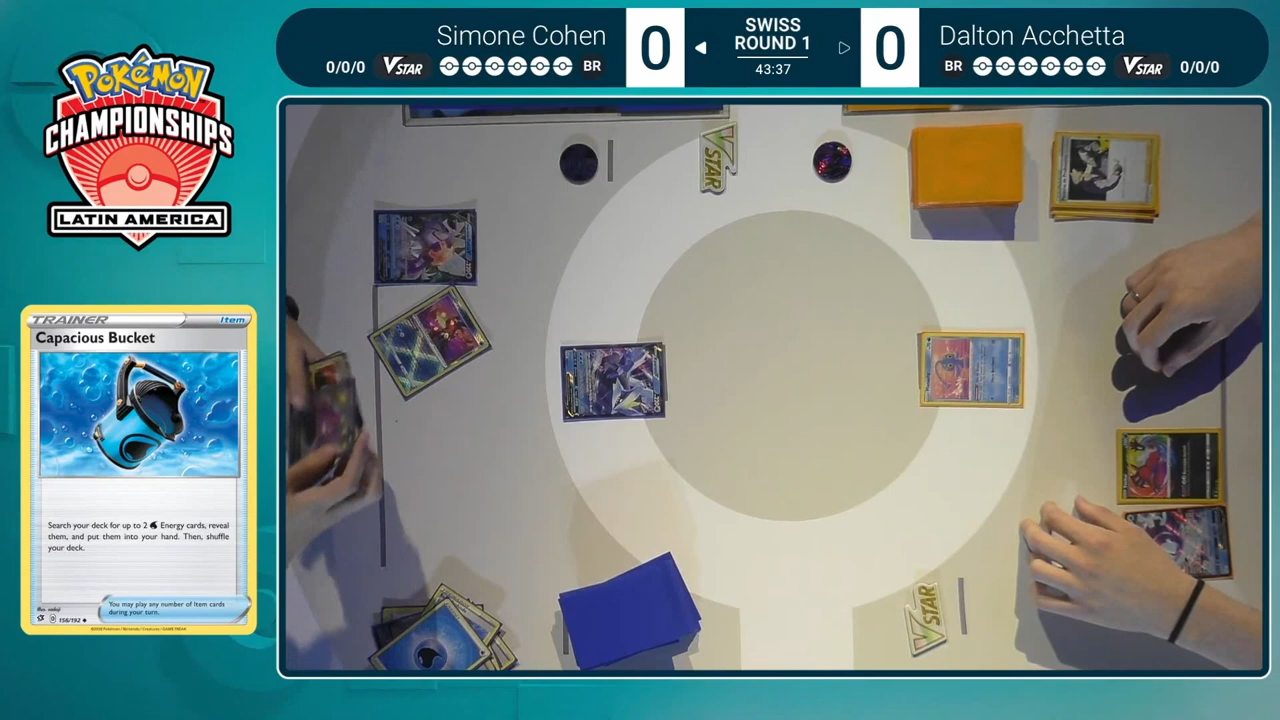 Simone Cohen
0
SWISS
ROUND 1
43:37
0
Dalton Acchetta
0/0/0
VSTAR
BR
BR
VSTAR
0/0/0
Pokémon
CHAMPIONSHIPS
LATIN AMERICA
TRAINER
Item
Capacious Bucket
Search your deck for up to 2 Energy cards, reveal
them, and put them into your hand. Then, shuffle
your deck.
You may play any number of Item cards
during your turn.
156/192
VSTAR
VSTAR